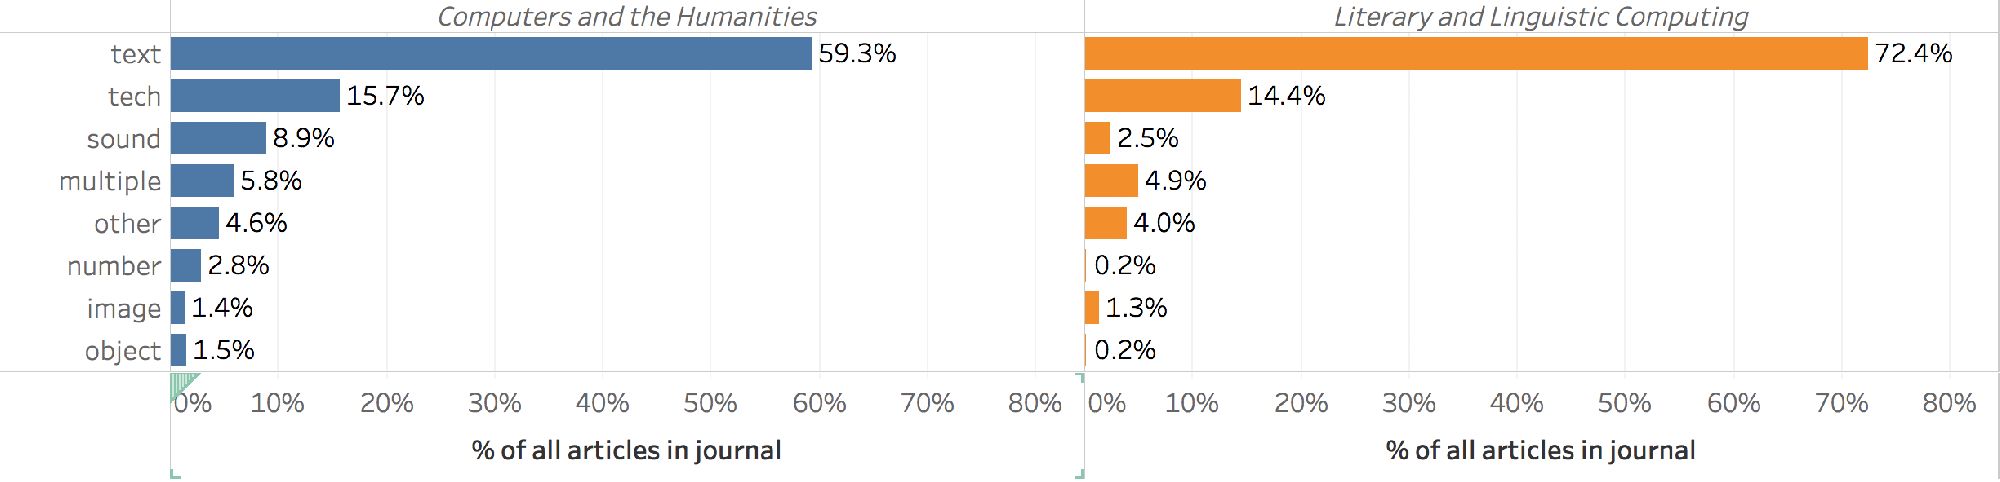 Computers and the Humanities Literary and Linguistic Computing
text 59.3% 72.4%
tech 15.7% 14.4%
sound 8.9% 2.5%
multiple 5.8% 4.9%
other 4.6% 4.0%
number 2.8% 0.2%
image 1.4% 1.3%
object 1.5% 0.2%
0% 10% 20% 30% 40% 50% 60% 70% 80% 0% 10% 20% 30% 40% 50% 60% 70% 80%
% of all articles in journal % of all articles in journal